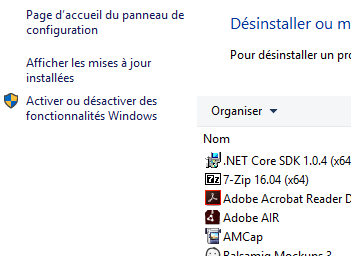 Page d'accueil du panneau de
configuration
Afficher les mises à jour
installées
Activer ou désactiver des
fonctionnalités Windows
Désinstaller ou m
Pour désinstaller un pro
Organiser
Nom
.NET Core SDK 1.0.4 (x64
7-Zip 16.04 (x64)
Adobe Acrobat Reader D
Adobe AIR
AMCap
Balsamiq Mockups 3